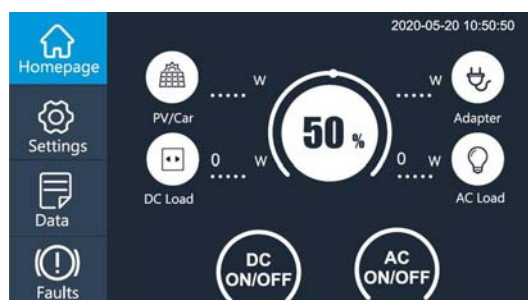 2020-05-20 10:50:50
Homepage
Settings
Data
Faults
W
PV/Car
0 W
DC Load
50 %
W
Adapter
0 W
AC Load
DC
ON/OFF
AC
ON/OFF